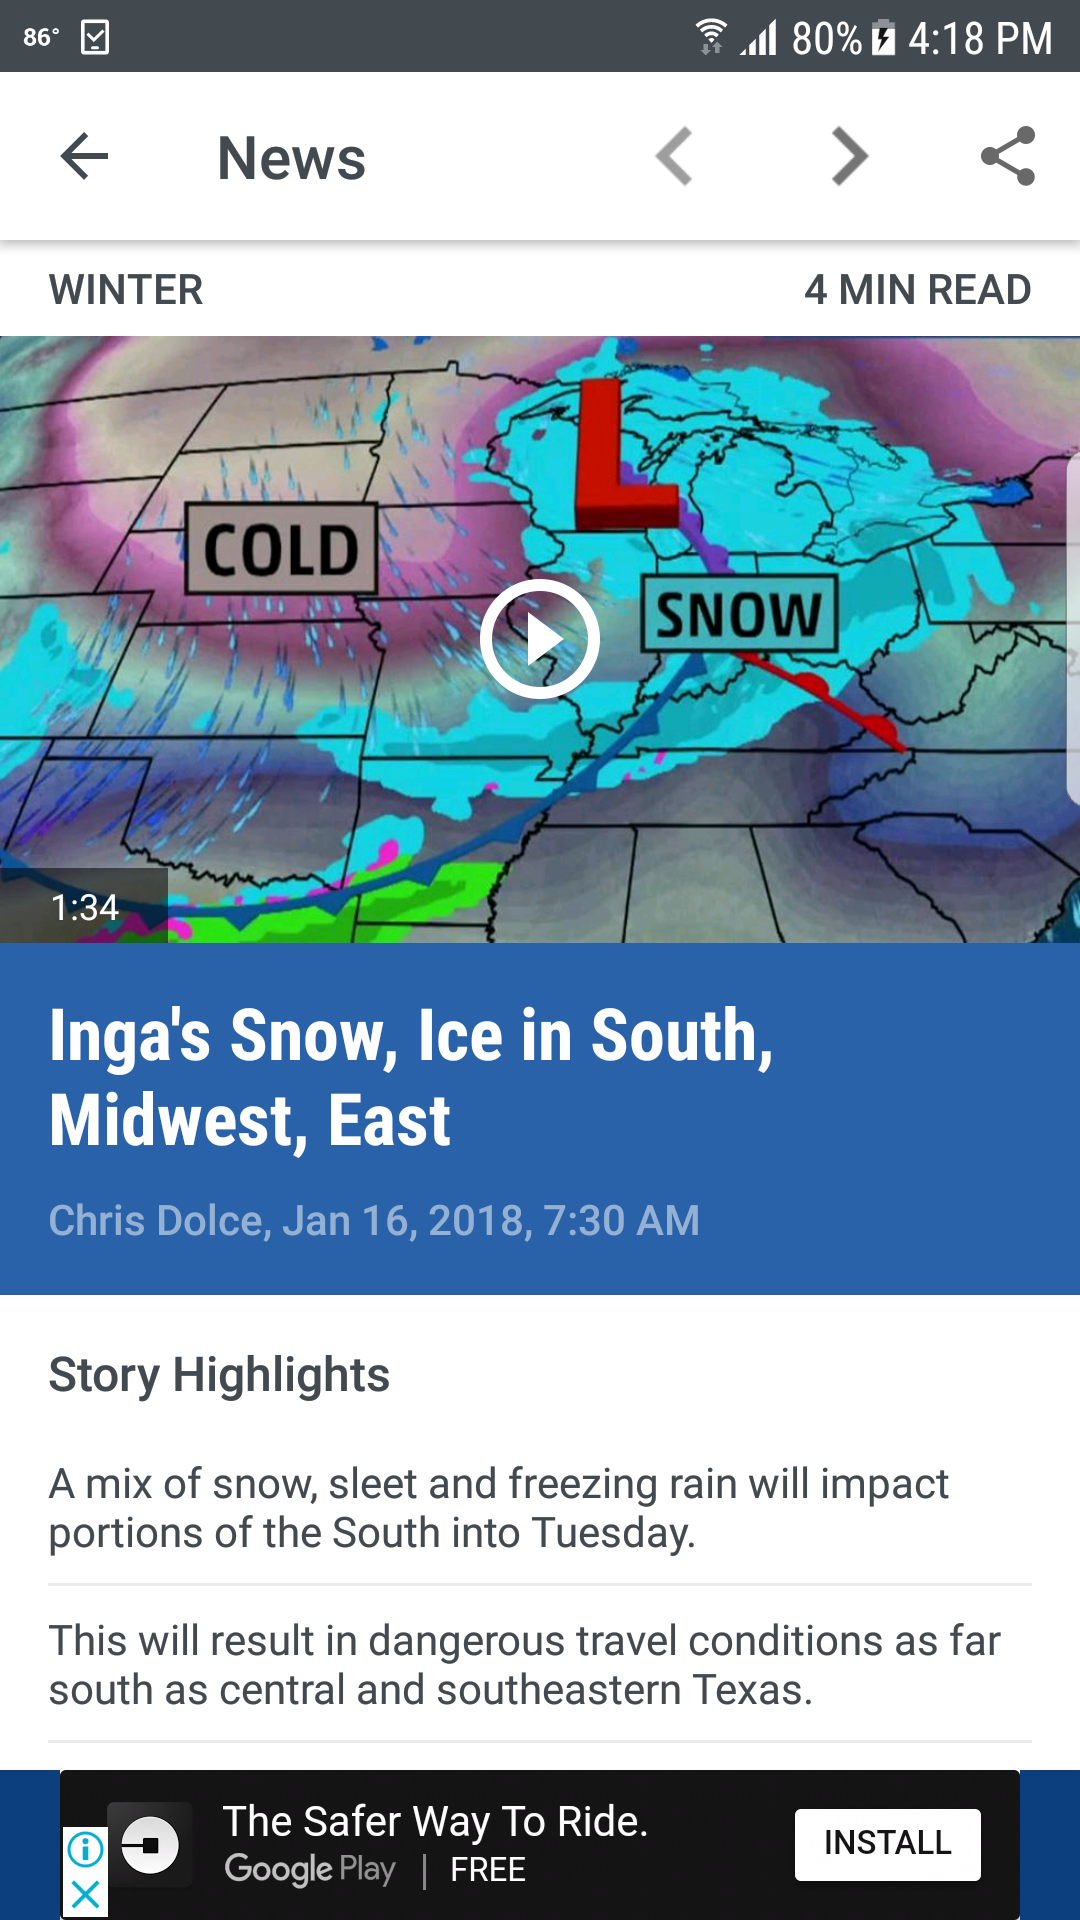 86°
80% 4:18 PM
News
WINTER
4 MIN READ
COLD
L
SNOW
1:34
Inga's Snow, Ice in South,
Midwest, East
Chris Dolce, Jan 16, 2018, 7:30 AM
Story Highlights
A mix of snow, sleet and freezing rain will impact
portions of the South into Tuesday.
This will result in dangerous travel conditions as far
south as central and southeastern Texas.
The Safer Way To Ride.
Google Play | FREE
INSTALL